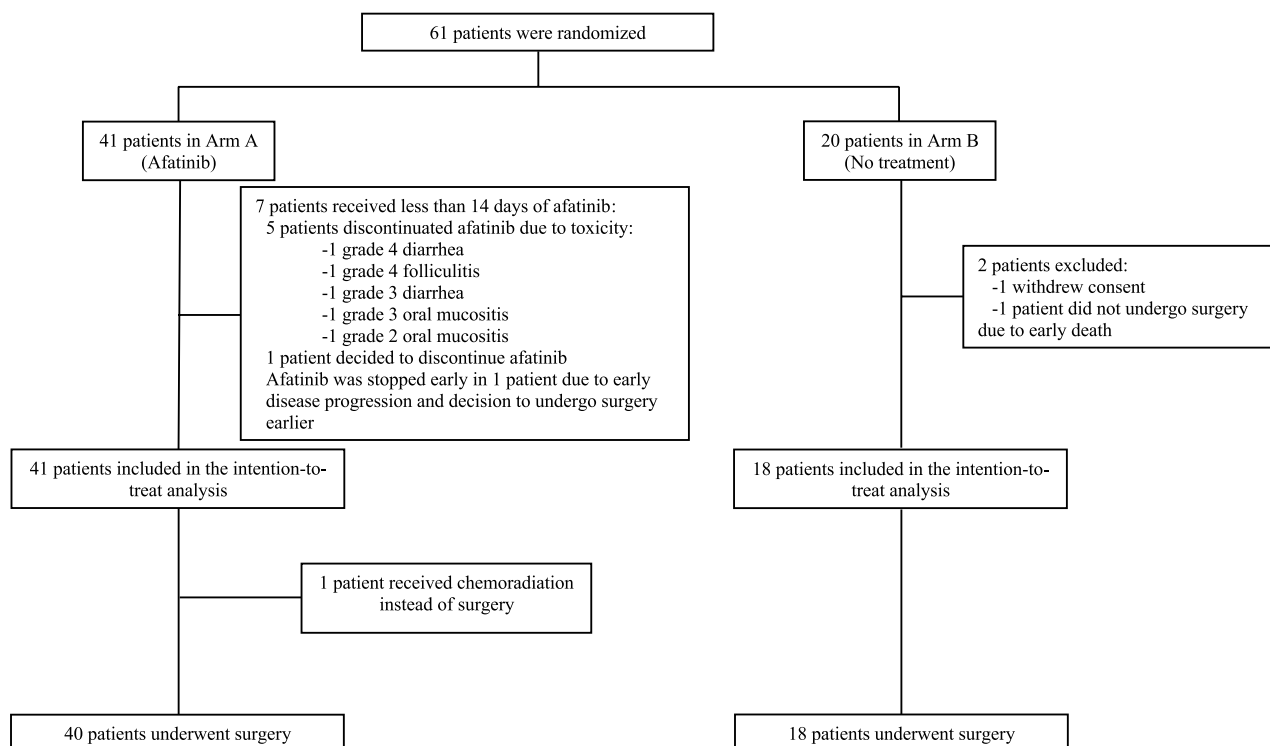 61 patients were randomized
41 patients in Arm A
(Afatinib)
20 patients in Arm B
(No treatment)
7 patients received less than 14 days of afatinib:
5 patients discontinuated afatinib due to toxicity:
-1 grade 4 diarrhea
-1 grade 4 folliculitis
-1 grade 3 diarrhea
-1 grade 3 oral mucositis
-1 grade 2 oral mucositis
1 patient decided to discontinue afatinib
Afatinib was stopped early in 1 patient due to early
disease progression and decision to undergo surgery
earlier
2 patients excluded:
-1 withdrew consent
-1 patient did not undergo surgery
due to early death
41 patients included in the intention-to-
treat analysis
18 patients included in the intention-to-
treat analysis
1 patient received chemoradiation
instead of surgery
40 patients underwent surgery
18 patients underwent surgery